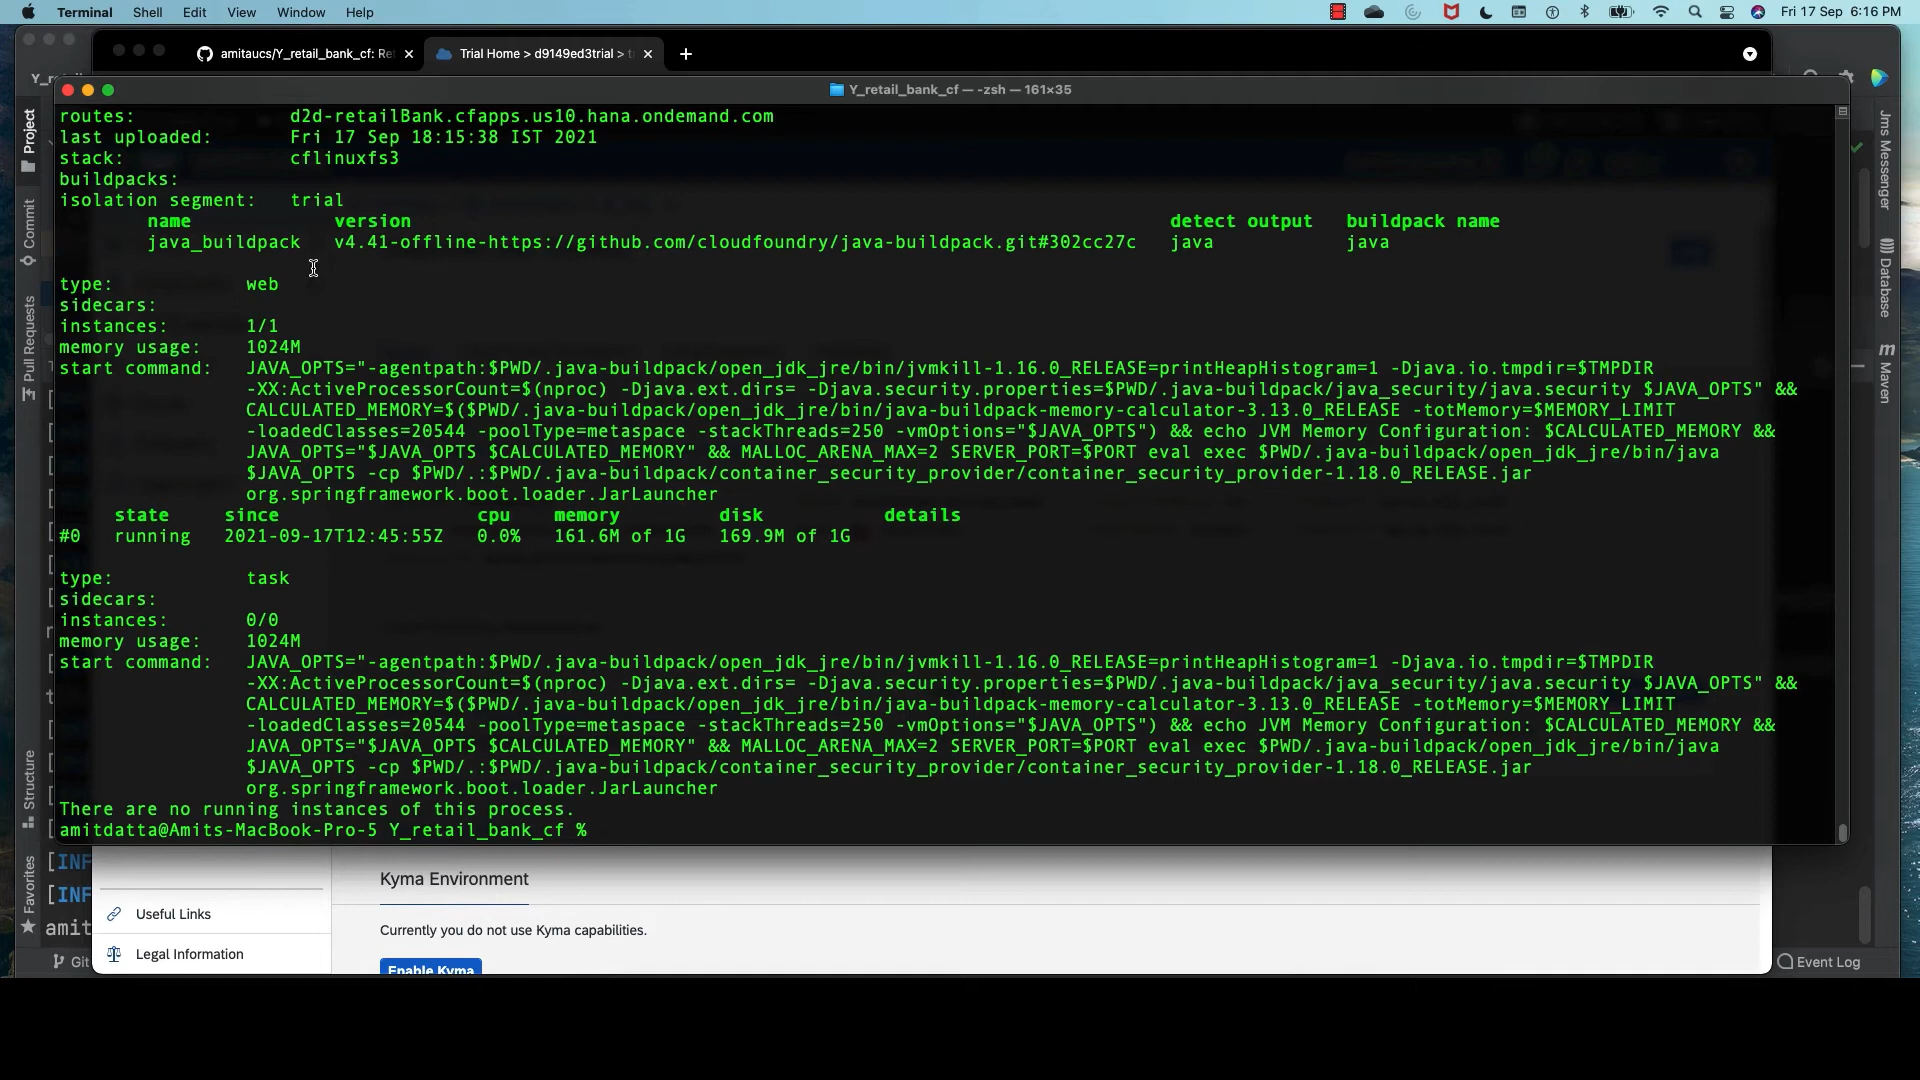 Terminal Shell Edit View Window Help Fri 17 Sep 6:16 PM
amitaucs/Y_retail_bank_cf: Re Trial Home > d9149ed3trial >
Y_retail_bank_cf — -zsh — 161×35
routes: d2d-retailBank.cfapps.us10.hana.ondemand.com
last uploaded: Fri 17 Sep 18:15:38 IST 2021
stack: cflinuxfs3
buildpacks:
isolation segment: trial
name version detect output buildpack name
java_buildpack v4.41-offline-https://github.com/cloudfoundry/java-buildpack.git#302cc27c java java
type: web
sidecars:
instances: 1/1
memory usage: 1024M
start command: JAVA_OPTS="-agentpath:$PWD/.java-buildpack/open_jdk_jre/bin/jvmkill-1.16.0_RELEASE=printHeapHistogram=1 -Djava.io.tmpdir=$TMPDIR
-XX:ActiveProcessorCount=$(nproc) -Djava.ext.dirs= -Djava.security.properties=$PWD/.java-buildpack/java_security/java.security $JAVA_OPTS" &&
CALCULATED_MEMORY=$($PWD/.java-buildpack/open_jdk_jre/bin/java-buildpack-memory-calculator-3.13.0_RELEASE -totMemory=$MEMORY_LIMIT
-loadedClasses=20544 -poolType=metaspace -stackThreads=250 -vmOptions="$JAVA_OPTS") && echo JVM Memory Configuration: $CALCULATED_MEMORY &&
JAVA_OPTS="$JAVA_OPTS $CALCULATED_MEMORY" && MALLOC_ARENA_MAX=2 SERVER_PORT=$PORT eval exec $PWD/.java-buildpack/open_jdk_jre/bin/java
$JAVA_OPTS -cp $PWD/.:$PWD/.java-buildpack/container_security_provider/container_security_provider-1.18.0_RELEASE.jar
org.springframework.boot.loader.JarLauncher
state since cpu memory disk details
#0 running 2021-09-17T12:45:55Z 0.0% 161.6M of 1G 169.9M of 1G
type: task
sidecars:
instances: 0/0
memory usage: 1024M
start command: JAVA_OPTS="-agentpath:$PWD/.java-buildpack/open_jdk_jre/bin/jvmkill-1.16.0_RELEASE=printHeapHistogram=1 -Djava.io.tmpdir=$TMPDIR
-XX:ActiveProcessorCount=$(nproc) -Djava.ext.dirs= -Djava.security.properties=$PWD/.java-buildpack/java_security/java.security $JAVA_OPTS" &&
CALCULATED_MEMORY=$($PWD/.java-buildpack/open_jdk_jre/bin/java-buildpack-memory-calculator-3.13.0_RELEASE -totMemory=$MEMORY_LIMIT
-loadedClasses=20544 -poolType=metaspace -stackThreads=250 -vmOptions="$JAVA_OPTS") && echo JVM Memory Configuration: $CALCULATED_MEMORY &&
JAVA_OPTS="$JAVA_OPTS $CALCULATED_MEMORY" && MALLOC_ARENA_MAX=2 SERVER_PORT=$PORT eval exec $PWD/.java-buildpack/open_jdk_jre/bin/java
$JAVA_OPTS -cp $PWD/.:$PWD/.java-buildpack/container_security_provider/container_security_provider-1.18.0_RELEASE.jar
org.springframework.boot.loader.JarLauncher
There are no running instances of this process.
amitdatta@Amits-MacBook-Pro-5 Y_retail_bank_cf %
Project
Commit
Pull Requests
Structure
Favorites
Jms Messenger
Database
Maven
[INF
[INF
amit
Git
Kyma Environment
Useful Links
Currently you do not use Kyma capabilities.
Legal Information
Enable Kyma
Event Log